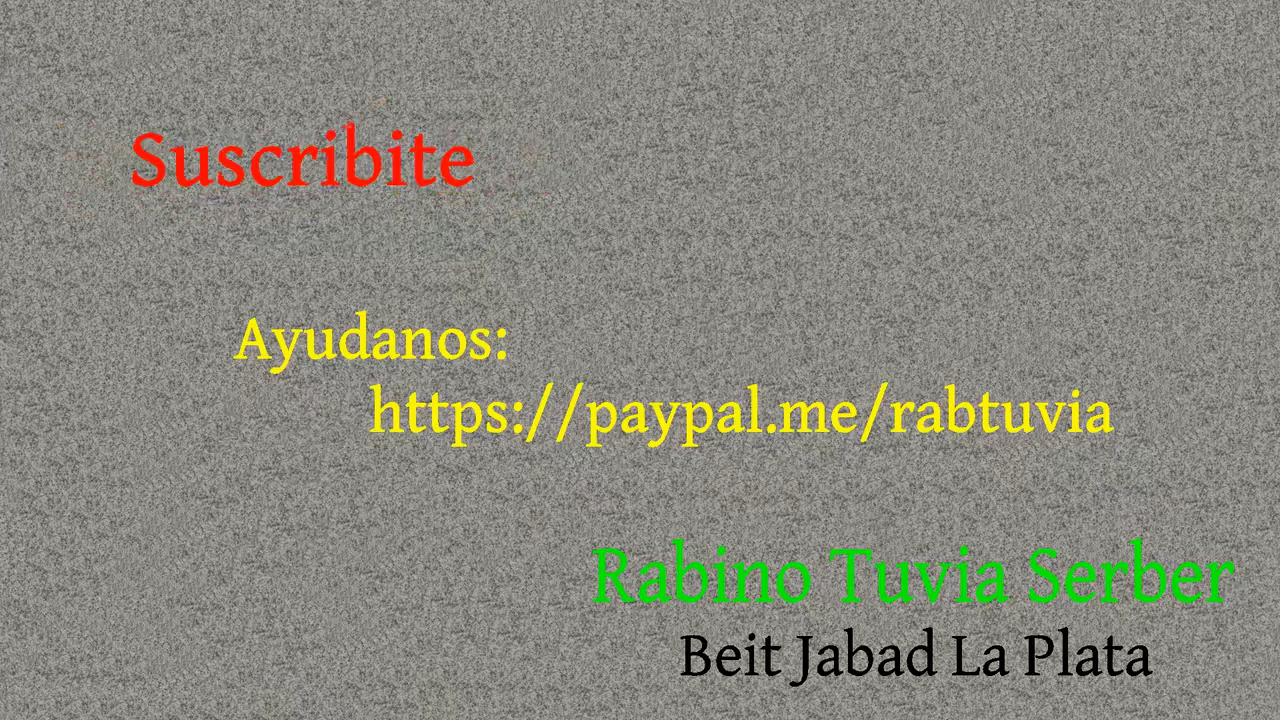 Suscribite
Ayudanos:
https://paypal.me/rabtuvia
Rabino Tuvia Serber
Beit Jabad La Plata